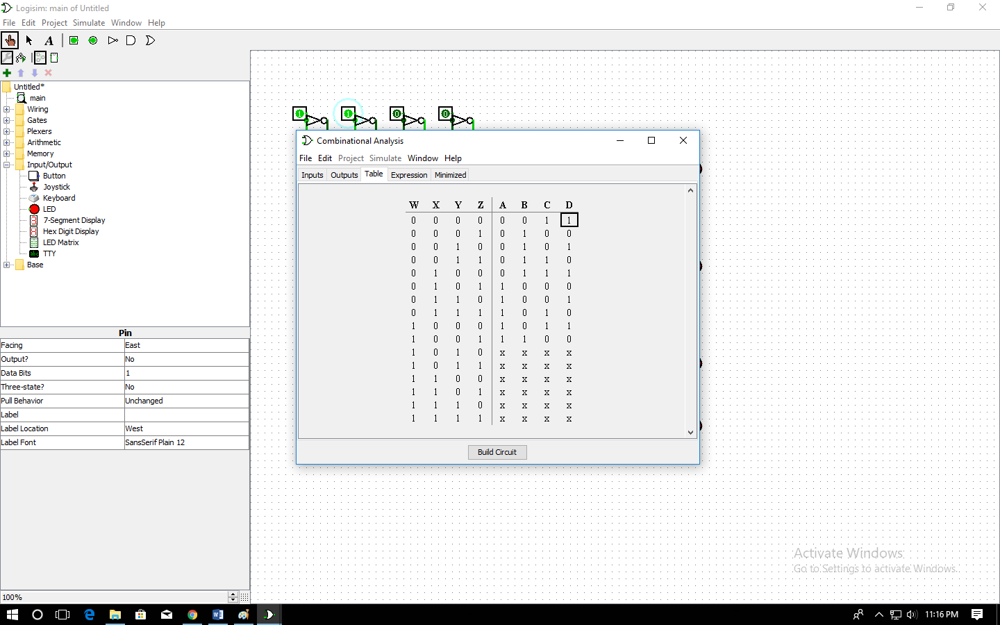 Logisim: main of Untitled
File Edit Project Simulate Window Help
A
Untitled*
main
Wiring
Gates
Plexers
Arithmetic
Memory
Input/Output
Button
Joystick
Keyboard
LED
7-Segment Display
Hex Digit Display
LED Matrix
abc TTY
Base
Pin
Facing East
Output? No
Data Bits 1
Three-state? No
Pull Behavior Unchanged
Label
Label Location West
Label Font SansSerif Plain 12
100%
1 1 0 0
Combinational Analysis
File Edit Project Simulate Window Help
Inputs Outputs Table Expression Minimized
W X Y Z A B C D
0 0 0 0 0 0 1 1
0 0 0 1 0 1 0 0
0 0 1 0 0 1 0 1
0 0 1 1 0 1 1 0
0 1 0 0 0 1 1 1
0 1 0 1 1 0 0 0
0 1 1 0 1 0 0 1
0 1 1 1 1 0 1 0
1 0 0 0 1 0 1 1
1 0 0 1 1 1 0 0
1 0 1 0 x x x x
1 0 1 1 x x x x
1 1 0 0 x x x x
1 1 0 1 x x x x
1 1 1 0 x x x x
1 1 1 1 x x x x
Build Circuit
Activate Windows
Go to Settings to activate Windows.
11:16 PM